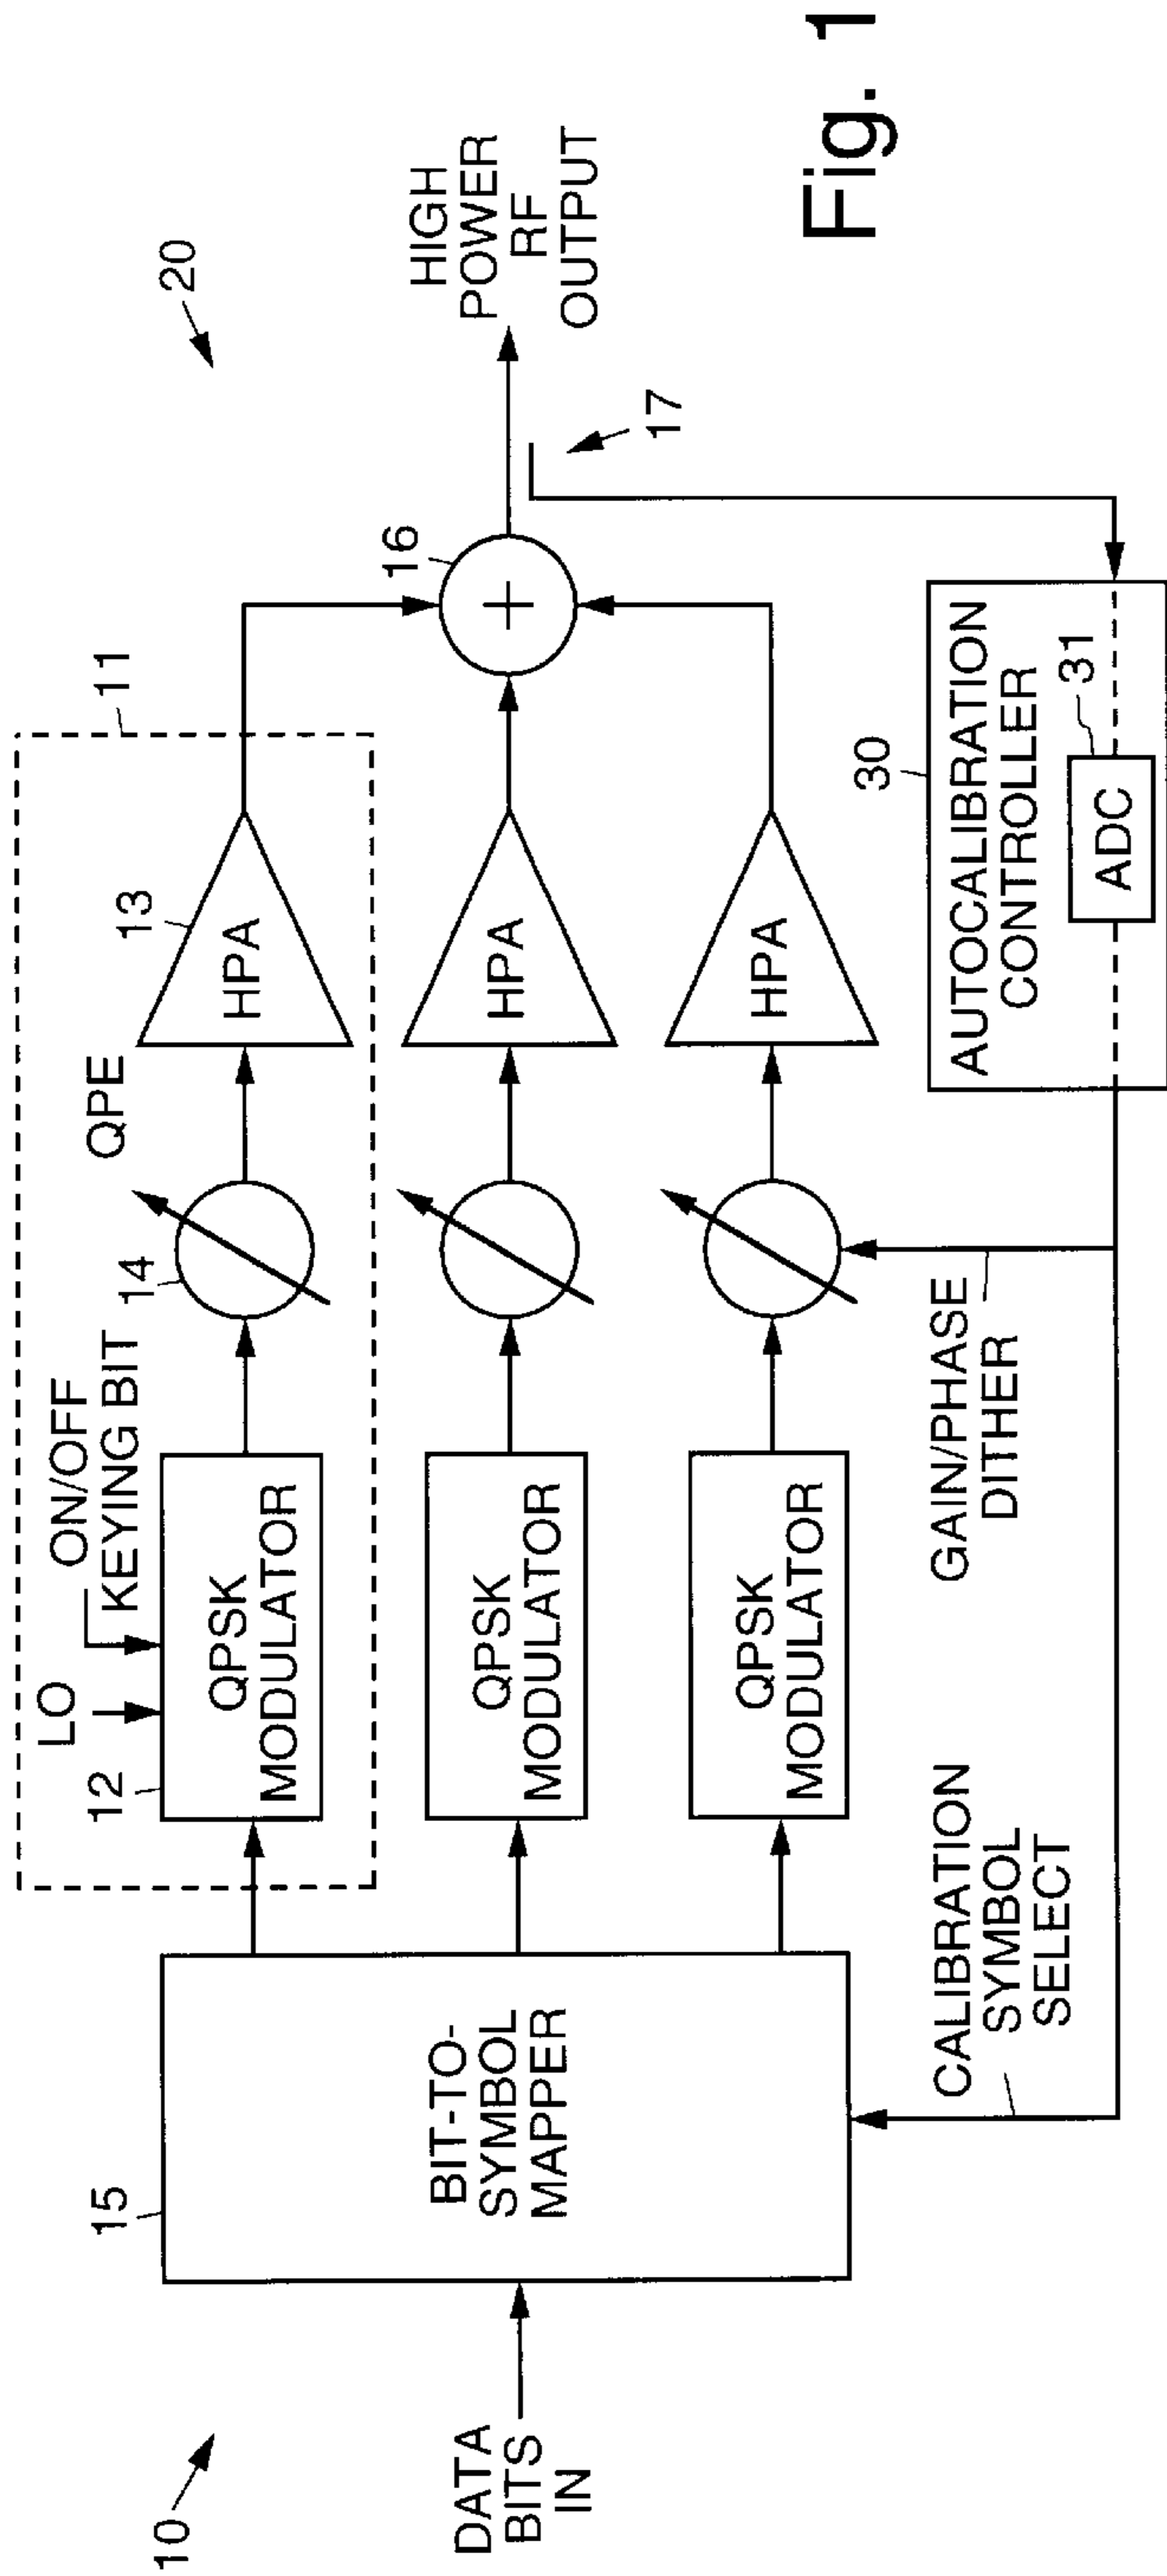 10
20
LO
ON/OFF
KEYING BIT
QPE
11
12
QPSK
MODULATOR
14
13
HPA
15
BIT-TO-
SYMBOL
MAPPER
DATA
BITS
IN
QPSK
MODULATOR
HPA
16
HIGH
POWER
RF
OUTPUT
17
QPSK
MODULATOR
HPA
CALIBRATION
SYMBOL
SELECT
GAIN/PHASE
DITHER
30
AUTOCALIBRATION
CONTROLLER
31
ADC
Fig. 1